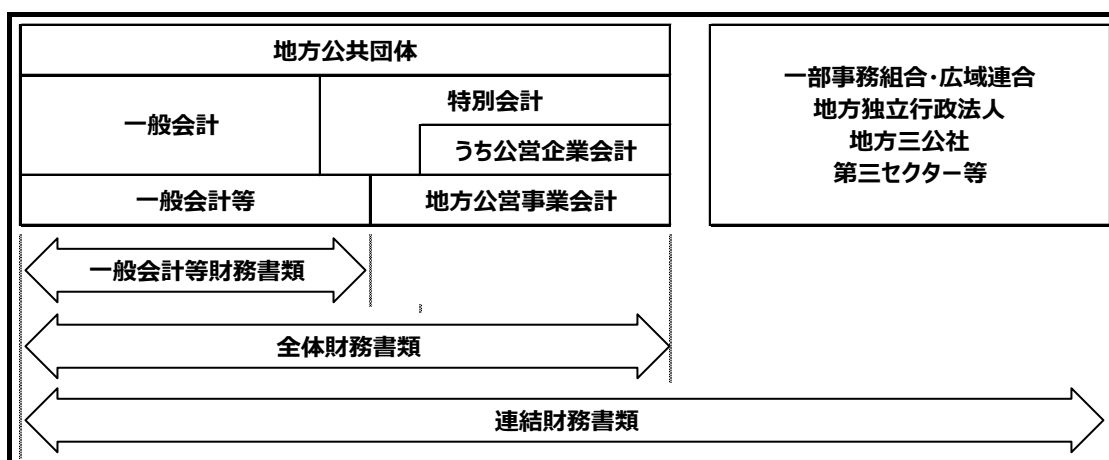 地方公共団体
一般会計
特別会計
うち公営企業会計
一般会計等
地方公営事業会計
一部事務組合・広域連合
地方独立行政法人
地方三公社
第三セクター等
一般会計等財務書類
全体財務書類
連結財務書類